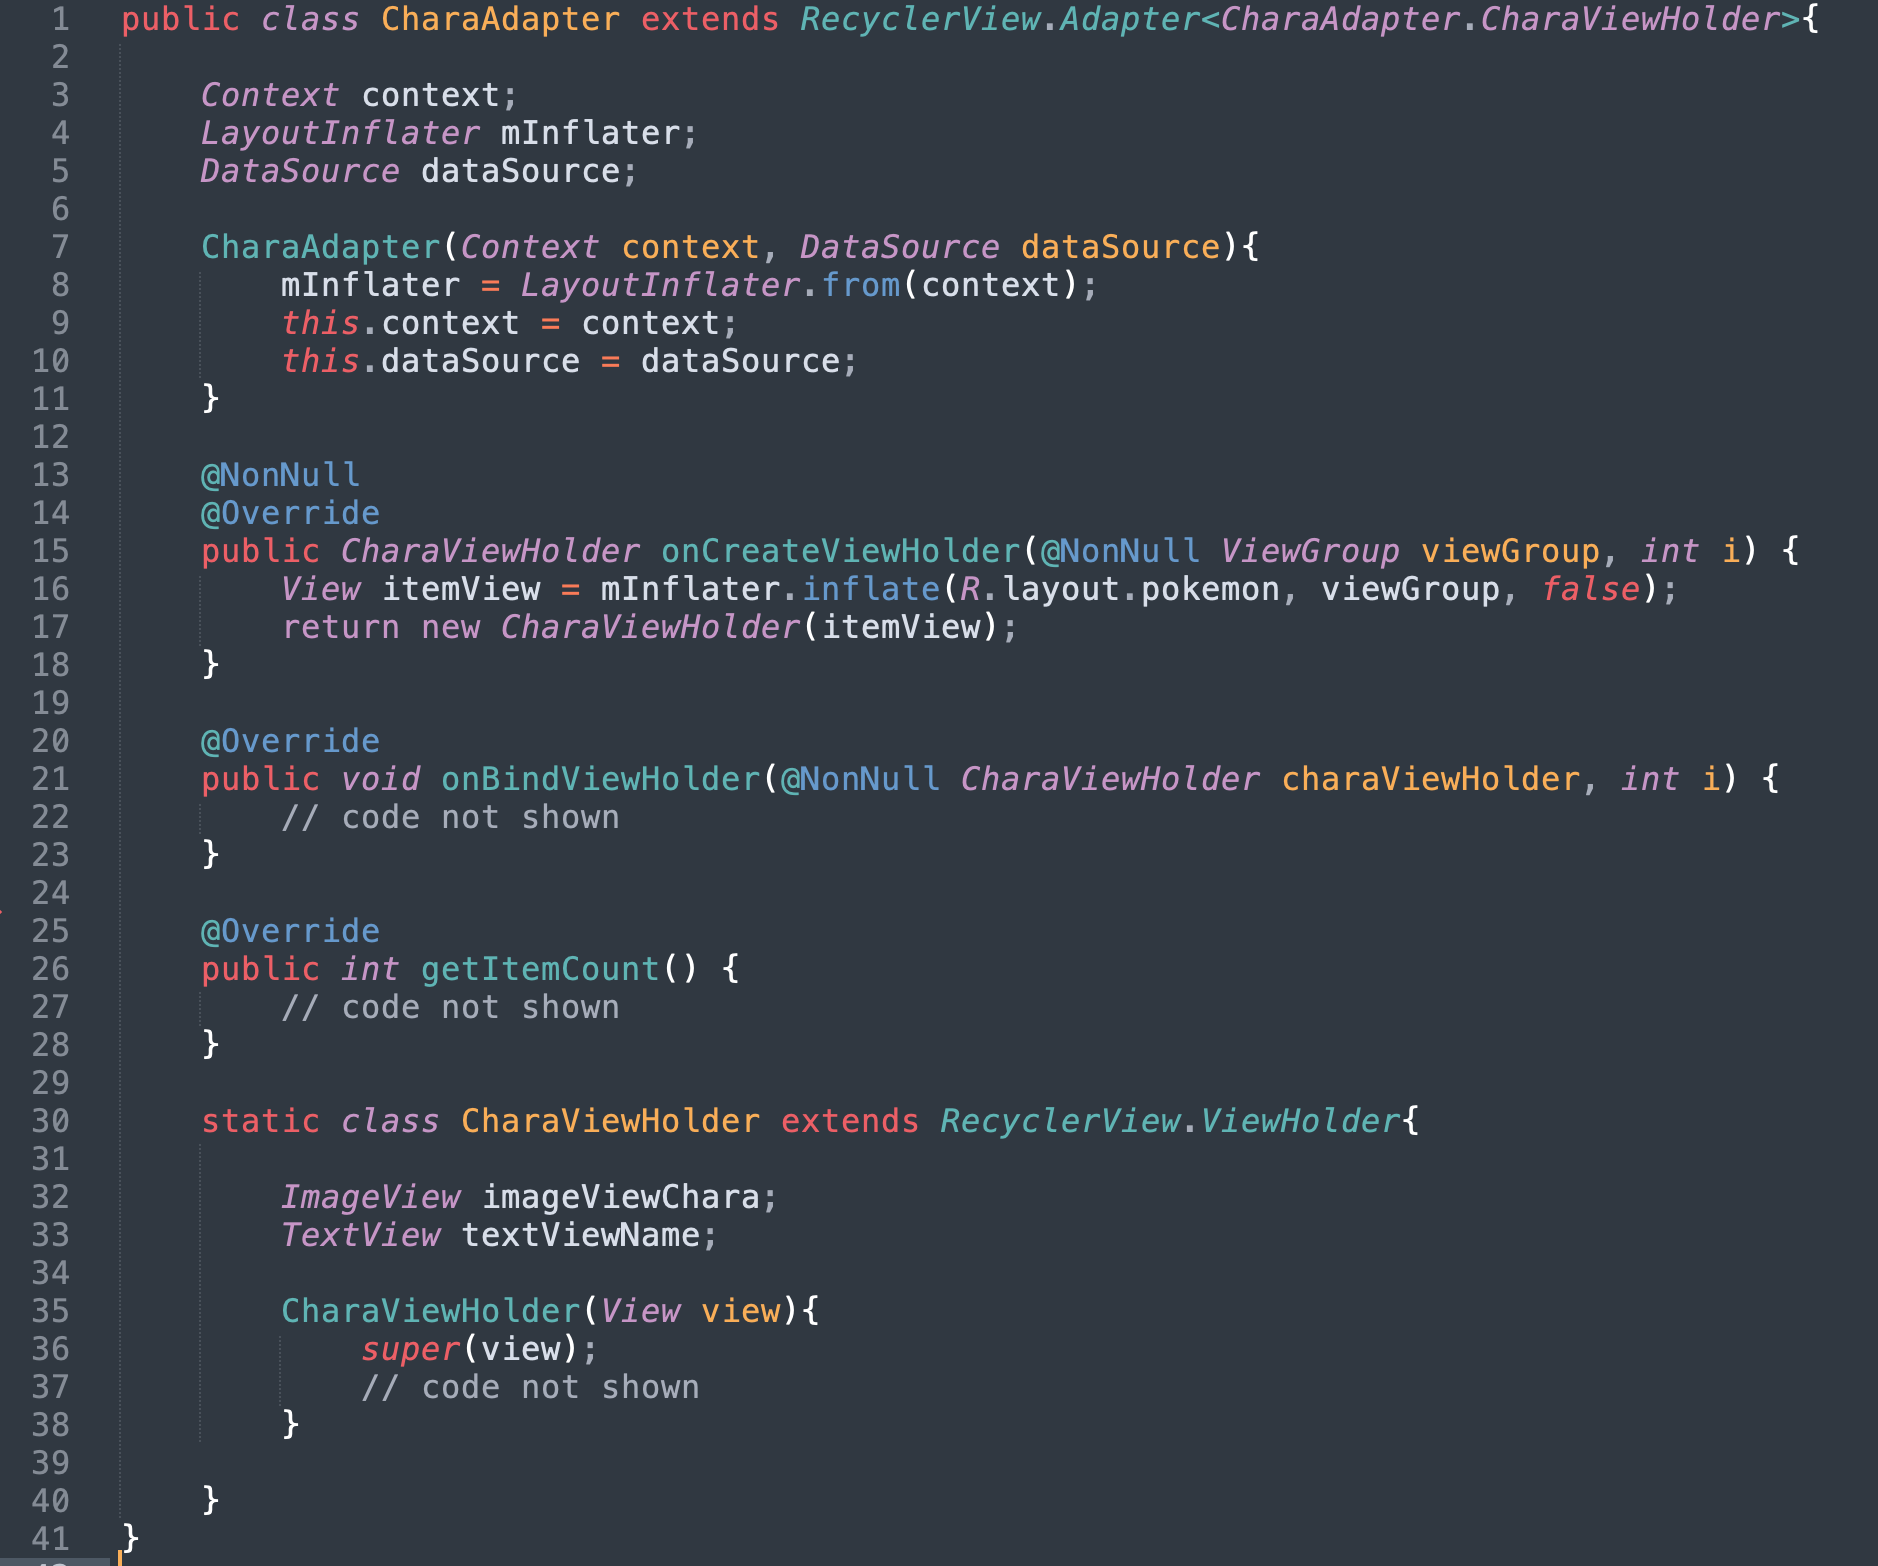 1 public class CharaAdapter extends RecyclerView.Adapter<CharaAdapter.CharaViewHolder>{
2
3 Context context;
4 LayoutInflater mInflater;
5 DataSource dataSource;
6
7 CharaAdapter(Context context, DataSource dataSource){
8 mInflater = LayoutInflater.from(context);
9 this.context = context;
10 this.dataSource = dataSource;
11 }
12
13 @NonNull
14 @Override
15 public CharaViewHolder onCreateViewHolder(@NonNull ViewGroup viewGroup, int i) {
16 View itemView = mInflater.inflate(R.layout.pokemon, viewGroup, false);
17 return new CharaViewHolder(itemView);
18 }
19
20 @Override
21 public void onBindViewHolder(@NonNull CharaViewHolder charaViewHolder, int i) {
22 // code not shown
23 }
24
25 @Override
26 public int getItemCount() {
27 // code not shown
28 }
29
30 static class CharaViewHolder extends RecyclerView.ViewHolder{
31
32 ImageView imageViewChara;
33 TextView textViewName;
34
35 CharaViewHolder(View view){
36 super(view);
37 // code not shown
38 }
39
40 }
41 }